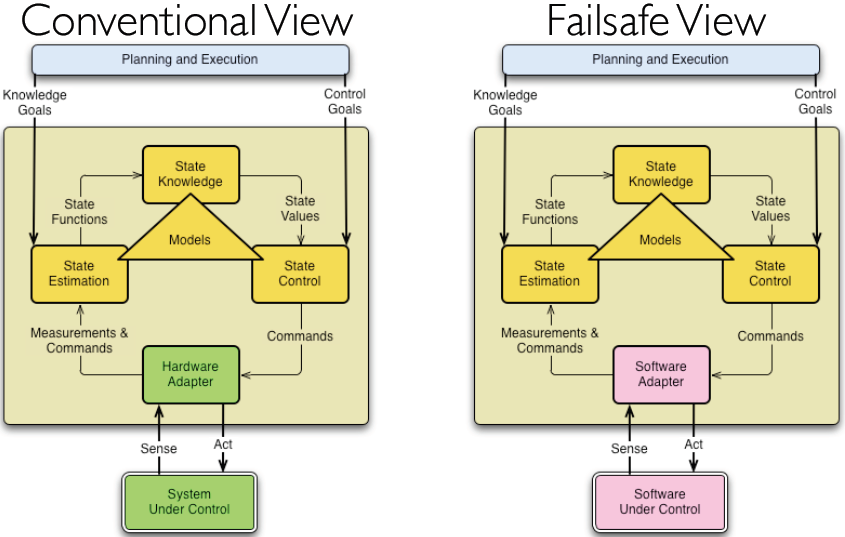 Conventional View
Planning and Execution
Knowledge
Goals
Control
Goals
State
Knowledge
State
Functions
State
Values
Models
State
Estimation
State
Control
Measurements &
Commands
Commands
Hardware
Adapter
Sense
Act
System
Under Control
Failsafe View
Planning and Execution
Knowledge
Goals
Control
Goals
State
Knowledge
State
Functions
State
Values
Models
State
Estimation
State
Control
Measurements &
Commands
Commands
Software
Adapter
Sense
Act
Software
Under Control